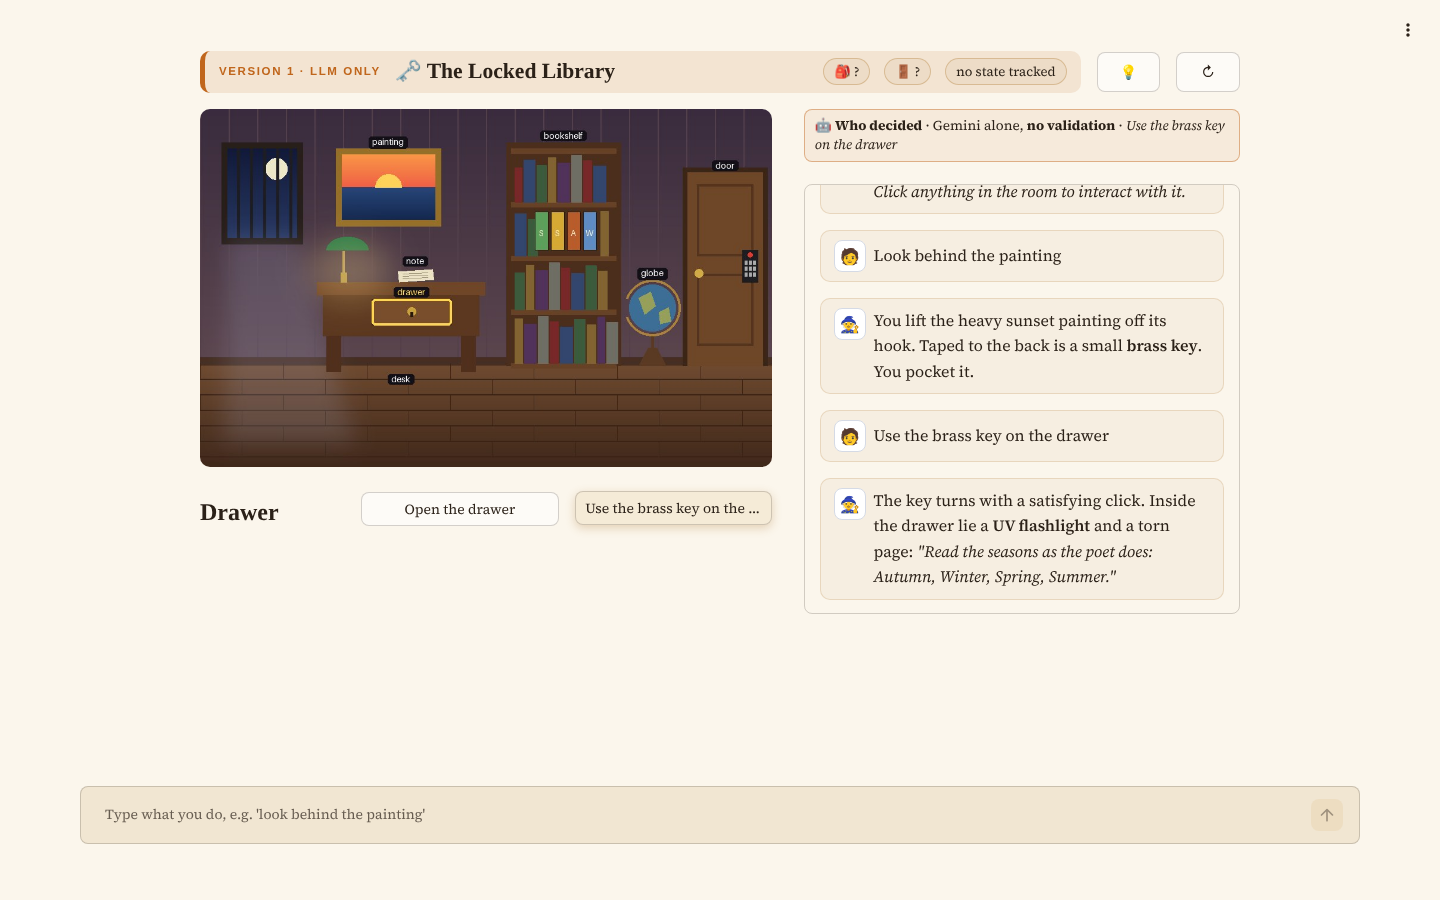 VERSION 1 · LLM ONLY
The Locked Library
?
?
no state tracked
painting
bookshelf
door
S S A W
note
globe
drawer
desk
Drawer
Open the drawer
Use the brass key on the ...
Who decided · Gemini alone, no validation · Use the brass key
on the drawer
Click anything in the room to interact with it.
Look behind the painting
You lift the heavy sunset painting off its
hook. Taped to the back is a small brass key.
You pocket it.
Use the brass key on the drawer
The key turns with a satisfying click. Inside
the drawer lie a UV flashlight and a torn
page: "Read the seasons as the poet does:
Autumn, Winter, Spring, Summer."
Type what you do, e.g. 'look behind the painting'